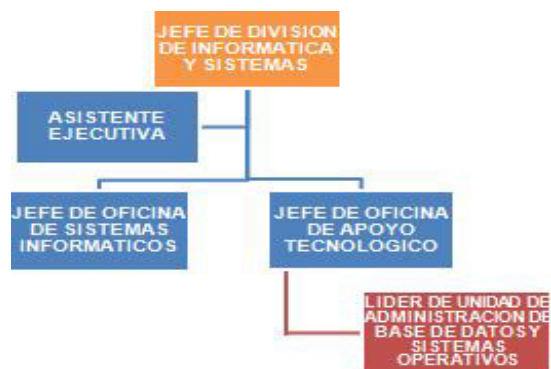 JEFE DE DIVISION
DE INFORMATICA
Y SISTEMAS
ASISTENTE
EJECUTIVA
JEFE DE OFICINA
DE SISTEMAS
INFORMATICOS
JEFE DE OFICINA
DE APOYO
TECNOLOGICO
LIDER DE UNIDAD DE
ADMINISTRACION DE
BASE DE DATOS Y
SISTEMAS
OPERATIVOS